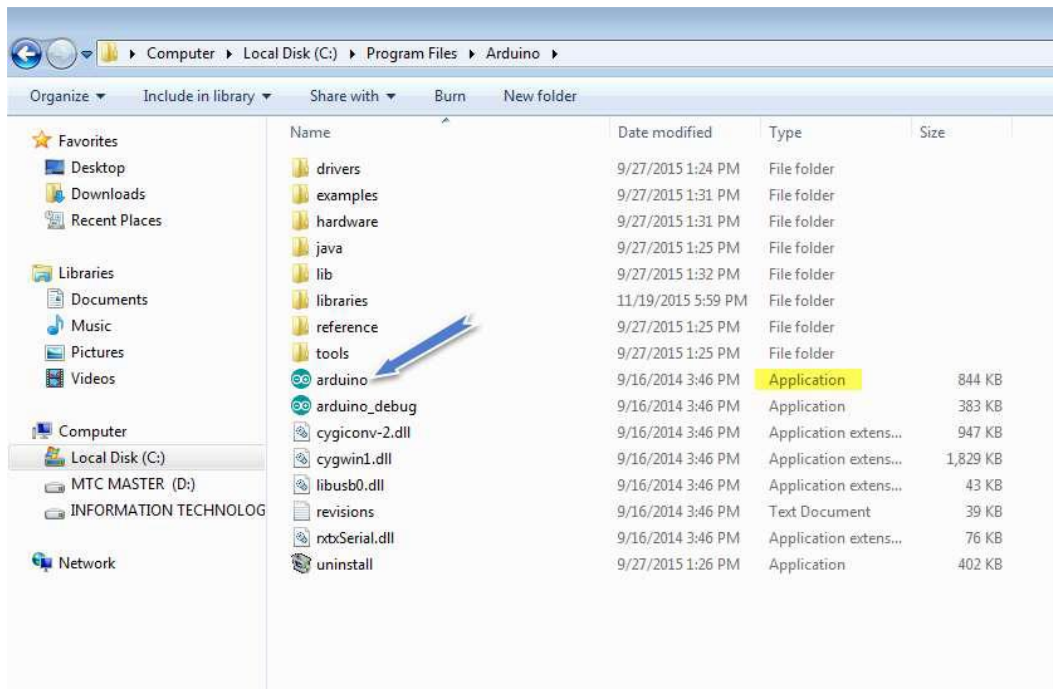 Computer Local Disk (C:) Program Files Arduino
Organize Include in library Share with Burn New folder
Favorites
Desktop
Downloads
Recent Places
Libraries
Documents
Music
Pictures
Videos
Computer
Local Disk (C:)
MTC MASTER (D:)
INFORMATION TECHNOLOG
Network
Name Date modified Type Size
drivers 9/27/2015 1:24 PM File folder
examples 9/27/2015 1:31 PM File folder
hardware 9/27/2015 1:31 PM File folder
java 9/27/2015 1:25 PM File folder
lib 9/27/2015 1:32 PM File folder
libraries 11/19/2015 5:59 PM File folder
reference 9/27/2015 1:25 PM File folder
tools 9/27/2015 1:25 PM File folder
arduino 9/16/2014 3:46 PM Application 844 KB
arduino_debug 9/16/2014 3:46 PM Application 383 KB
cygiconv-2.dll 9/16/2014 3:46 PM Application extens... 947 KB
cygwin1.dll 9/16/2014 3:46 PM Application extens... 1,829 KB
libusb0.dll 9/16/2014 3:46 PM Application extens... 43 KB
revisions 9/16/2014 3:46 PM Text Document 39 KB
rxtxSerial.dll 9/16/2014 3:46 PM Application extens... 76 KB
uninstall 9/27/2015 1:26 PM Application 402 KB